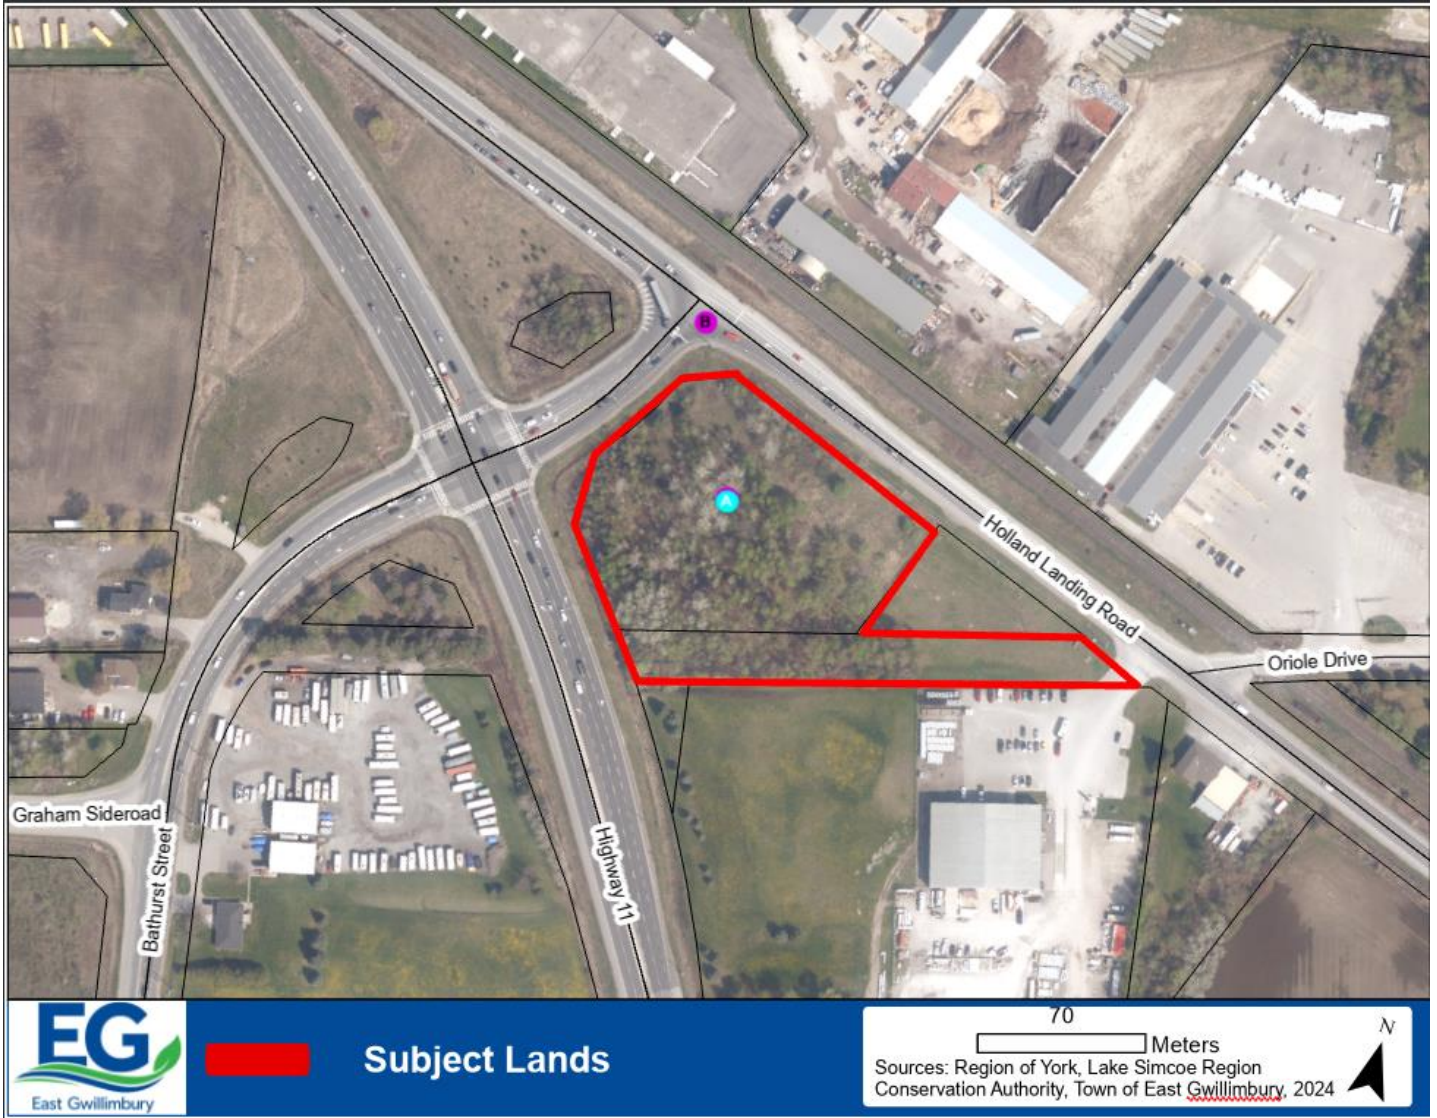 B
A
Holland Landing Road
Oriole Drive
Graham Sideroad
Bathurst Street
Highway 11
EG
East Gwillimbury
Subject Lands
70
Meters
N
Sources: Region of York, Lake Simcoe Region
Conservation Authority, Town of East Gwillimbury, 2024